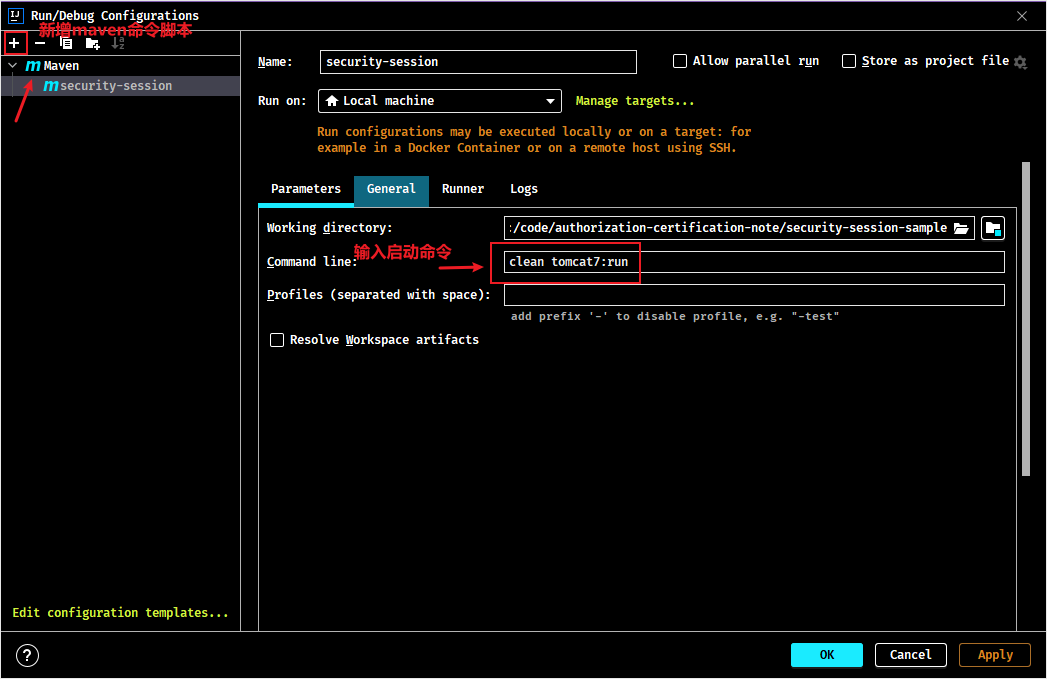 Run/Debug Configurations
新增maven命令脚本
Maven
security-session
Name:
security-session
Allow parallel run
Store as project file
Run on:
Local machine
Manage targets...
Run configurations may be executed locally or on a target: for
example in a Docker Container or on a remote host using SSH.
Parameters
General
Runner
Logs
Working directory:
:/code/authorization-certification-note/security-session-sample
输入启动命令
Command line:
clean tomcat7:run
Profiles (separated with space):
add prefix '-' to disable profile, e.g. "-test"
Resolve Workspace artifacts
Edit configuration templates...
?
OK
Cancel
Apply